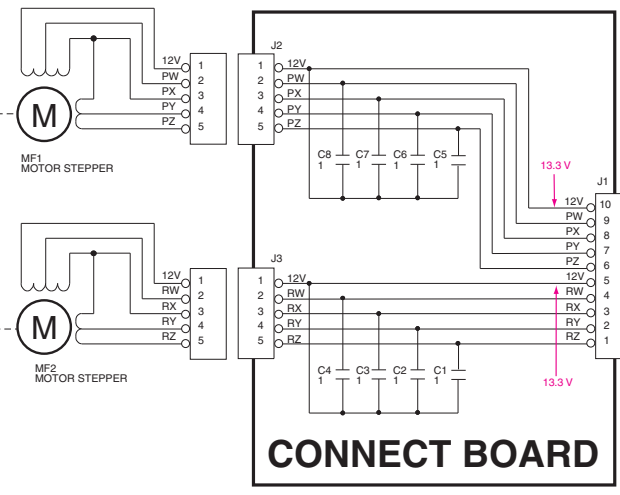 J2
12V 1 1 12V
PW 2 2 PW
PX 3 3 PX
PY 4 4 PY
PZ 5 5 PZ
M
MF1
MOTOR STEPPER
C8 C7 C6 C5
1 1 1 1
13.3 V
J1
12V 10
PW 9
PX 8
PY 7
PZ 6
12V 5
RW 4
RX 3
RY 2
RZ 1
J3
12V 1 1 12V
RW 2 2 RW
RX 3 3 RX
RY 4 4 RY
RZ 5 5 RZ
M
MF2
MOTOR STEPPER
C4 C3 C2 C1
1 1 1 1
13.3 V
CONNECT BOARD